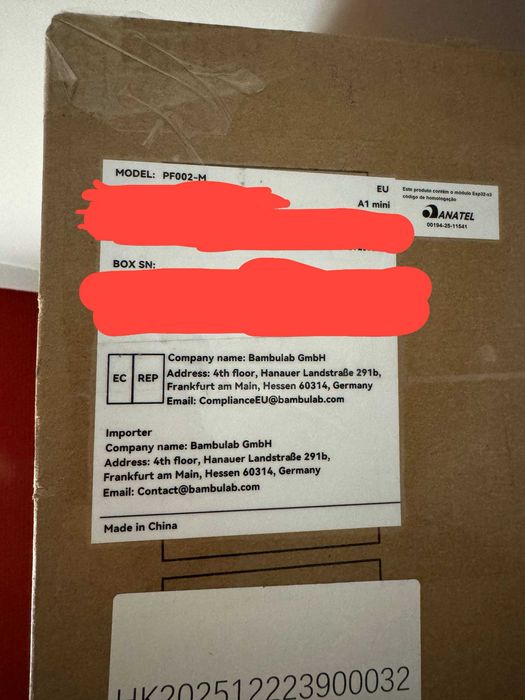 MODEL: PF002-M
EU
A1 mini
BOX SN:
EC REP
Company name: Bambulab GmbH
Address: 4th floor, Hanauer Landstraße 291b,
Frankfurt am Main, Hessen 60314, Germany
Email: ComplianceEU@bambulab.com
Importer
Company name: Bambulab GmbH
Address: 4th floor, Hanauer Landstraße 291b,
Frankfurt am Main, Hessen 60314, Germany
Email: Contact@bambulab.com
Made in China
Este produto contém o módulo Esp32-s3
código de homologação
ANATEL
00194-25-11541
HK202512223900032